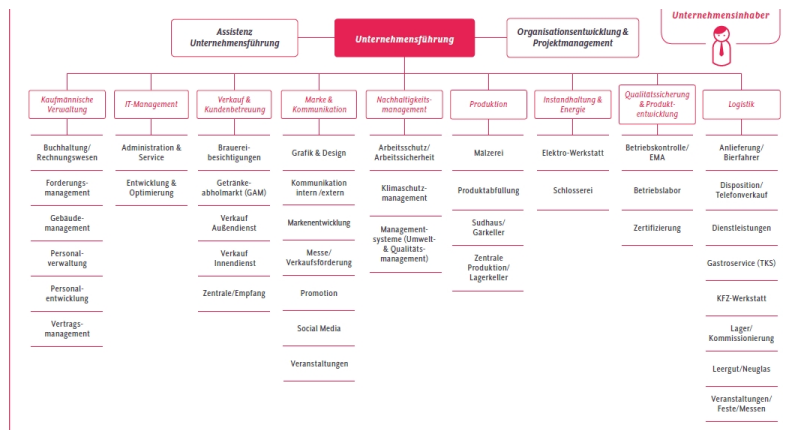 Unternehmensinhaber
Assistenz
Unternehmensführung
Unternehmensführung
Organisationsentwicklung &
Projektmanagement
Kaufmännische
Verwaltung
Buchhaltung/
Rechnungswesen
Forderungs-
management
Gebäude-
management
Personal-
verwaltung
Personal-
entwicklung
Vertrags-
management
IT-Management
Administration &
Service
Entwicklung &
Optimierung
Verkauf &
Kundenbetreuung
Brauerei-
besichtigungen
Getränke-
abholmarkt (GAM)
Verkauf
Außendienst
Verkauf
Innendienst
Zentrale/Empfang
Marke &
Kommunikation
Grafik & Design
Kommunikation
intern /extern
Markenentwicklung
Messe/
Verkaufsförderung
Promotion
Social Media
Veranstaltungen
Nachhaltigkeits-
management
Arbeitsschutz/
Arbeitssicherheit
Klimaschutz-
management
Management-
systeme (Umwelt-
& Qualitäts-
management)
Produktion
Mälzerei
Produktabfüllung
Sudhaus/
Gärkeller
Zentrale
Produktion/
Lagerkeller
Instandhaltung &
Energie
Elektro-Werkstatt
Schlosserei
Qualitätssicherung
& Produkt-
entwicklung
Betriebskontrolle/
EMA
Betriebslabor
Zertifizierung
Logistik
Anlieferung/
Bierfahrer
Disposition/
Telefonverkauf
Dienstleistungen
Gastroservice (TKS)
KFZ-Werkstatt
Lager/
Kommissionierung
Leergut/Neuglas
Veranstaltungen/
Feste/Messen